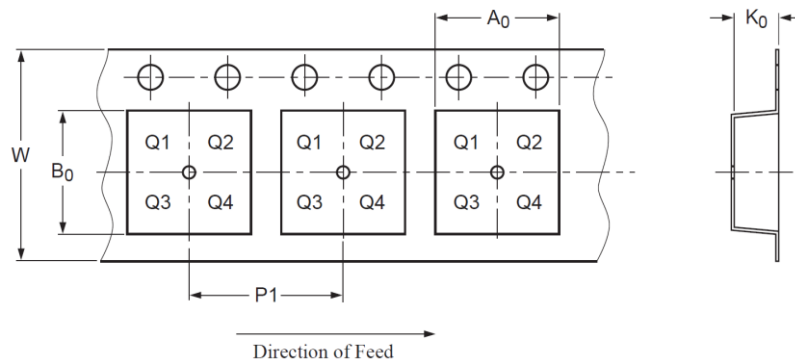 A0
K0
W
B0
Q1 Q2 Q1 Q2 Q1 Q2
Q3 Q4 Q3 Q4 Q3 Q4
P1
Direction of Feed